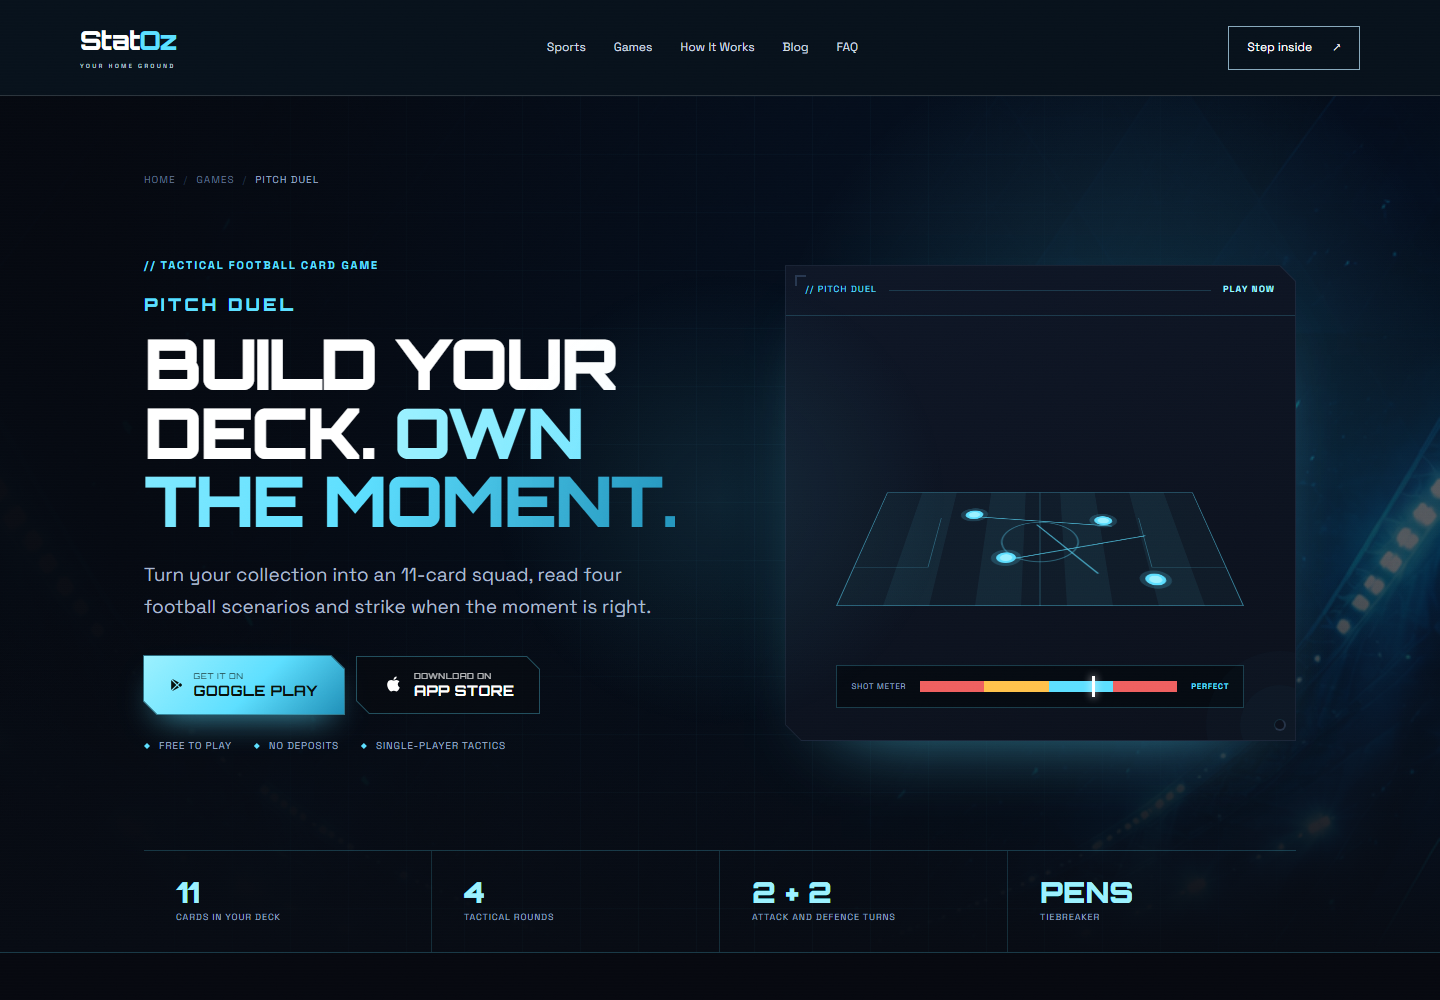 StatOz
YOUR HOME GROUND
Sports
Games
How It Works
Blog
FAQ
Step inside ↗
HOME / GAMES / PITCH DUEL
// TACTICAL FOOTBALL CARD GAME
PITCH DUEL
BUILD YOUR
DECK. OWN
THE MOMENT.
Turn your collection into an 11-card squad, read four
football scenarios and strike when the moment is right.
GET IT ON
GOOGLE PLAY
DOWNLOAD ON
APP STORE
FREE TO PLAY
NO DEPOSITS
SINGLE-PLAYER TACTICS
// PITCH DUEL
PLAY NOW
SHOT METER
PERFECT
11
CARDS IN YOUR DECK
4
TACTICAL ROUNDS
2 + 2
ATTACK AND DEFENCE TURNS
PENS
TIEBREAKER